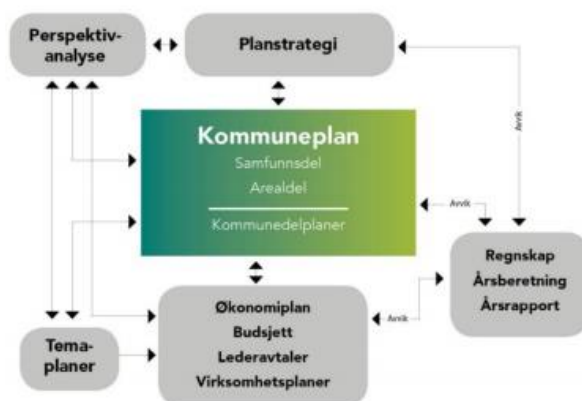 Perspektiv-
analyse
Planstrategi
Kommuneplan
Samfunnsdel
Arealdel
Kommunedelplaner
Avvik
Avvik
Regnskap
Årsberetning
Årsrapport
Økonomiplan
Budsjett
Lederavtaler
Virksomhetsplaner
Avvik
Tema-
planer